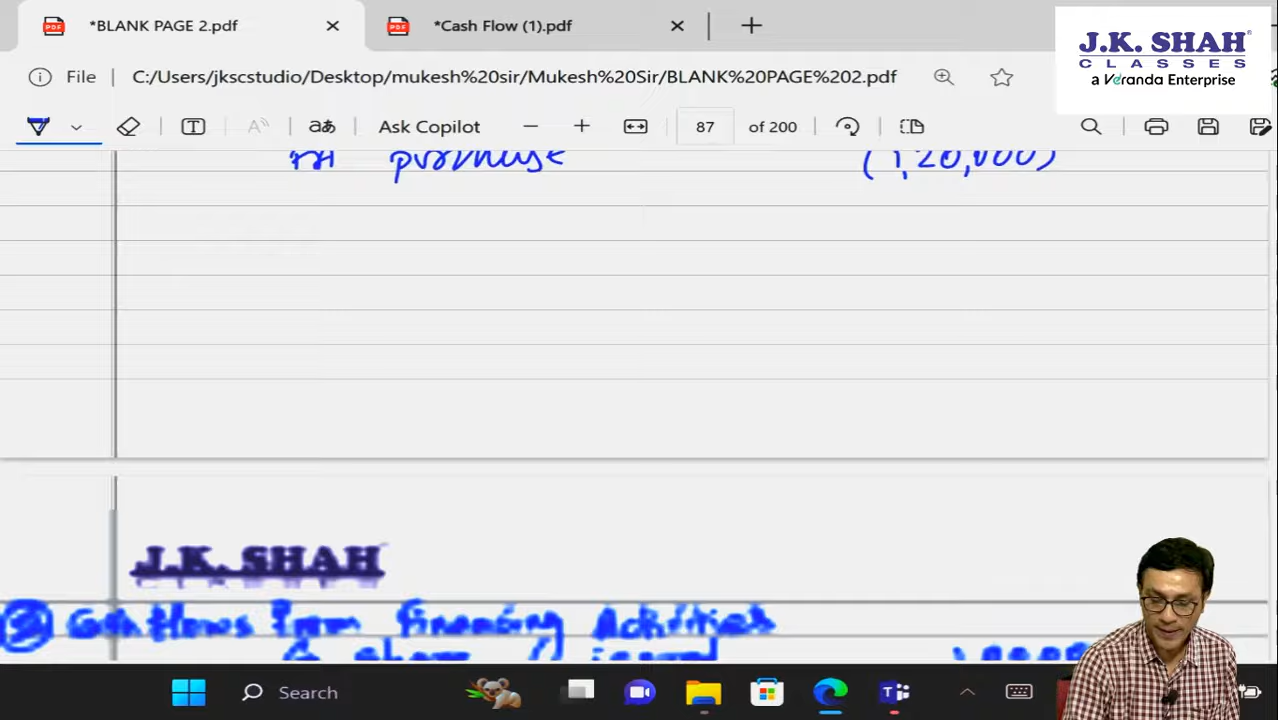 *BLANK PAGE 2.pdf
*Cash Flow (1).pdf
J.K. SHAH®
CLASSES
a Veranda Enterprise
File
C:/Users/jkscstudio/Desktop/mukesh%20sir/Mukesh%20Sir/BLANK%20PAGE%202.pdf
Ask Copilot
87 of 200
purchase (1,20,000)
J.K. SHAH
③ Cash flows from Financing Activities
Search